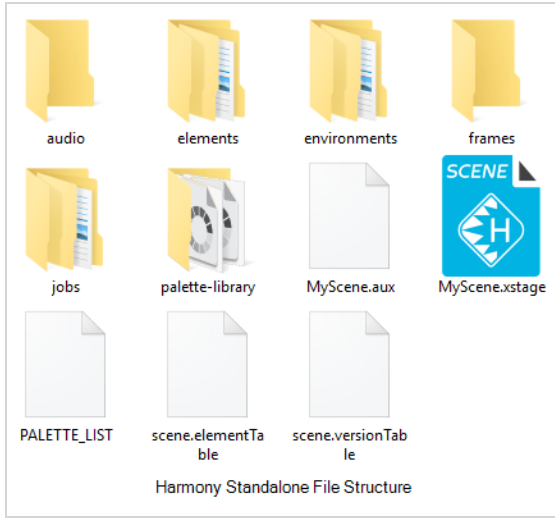 audio
elements
environments
frames
SCENE
H
jobs
palette-library
MyScene.aux
MyScene.xstage
PALETTE_LIST
scene.elementTa
ble
scene.versionTab
le
Harmony Standalone File Structure